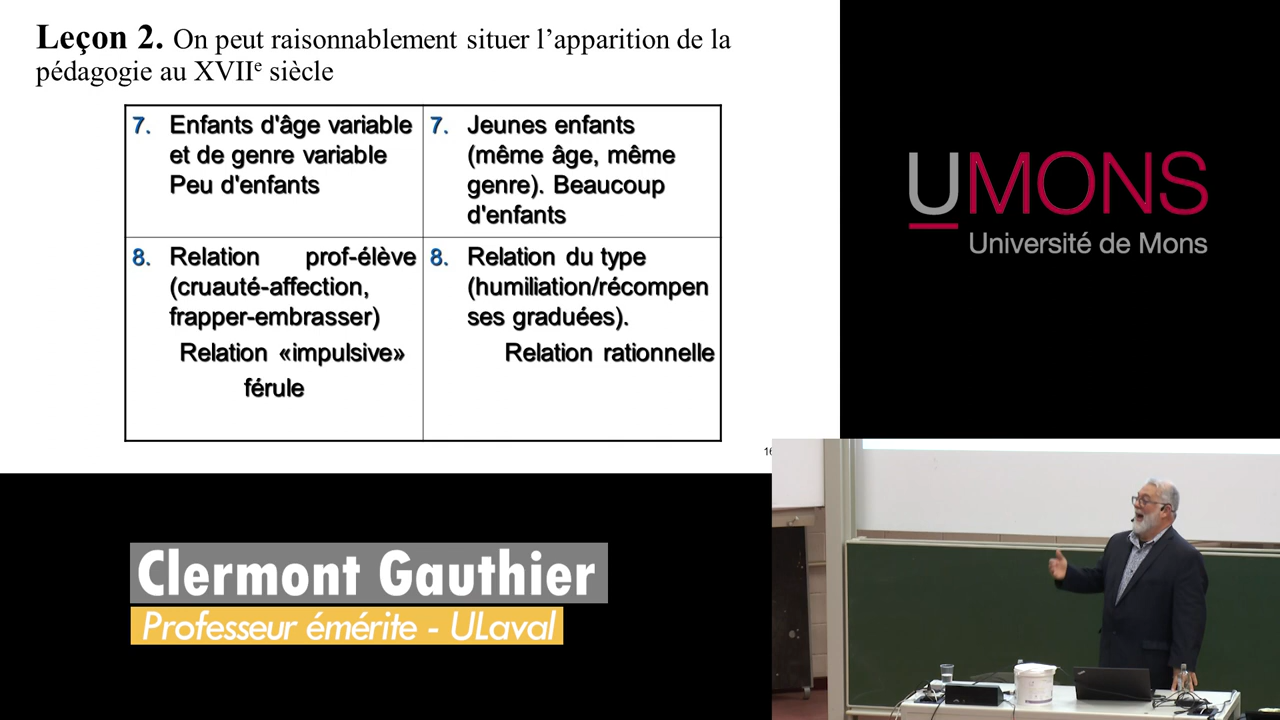 Leçon 2. On peut raisonnablement situer l’apparition de la
pédagogie au XVIIe siècle
7. Enfants d'âge variable
et de genre variable
Peu d'enfants
7. Jeunes enfants
(même âge, même
genre). Beaucoup
d'enfants
8. Relation prof-élève
(cruauté-affection,
frapper-embrasser)
Relation «impulsive»
férule
8. Relation du type
(humiliation/récompen
ses graduées).
Relation rationnelle
16
UMONS
Université de Mons
Clermont Gauthier
Professeur émérite - ULaval